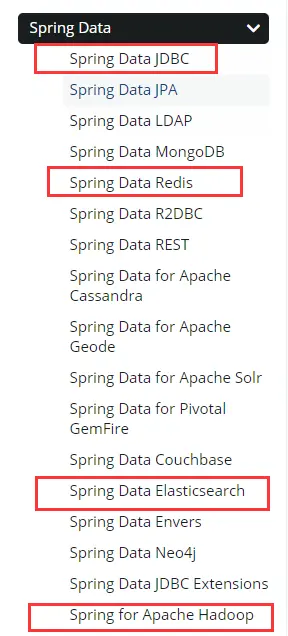 Spring Data
Spring Data JDBC
Spring Data JPA
Spring Data LDAP
Spring Data MongoDB
Spring Data Redis
Spring Data R2DBC
Spring Data REST
Spring Data for Apache
Cassandra
Spring Data for Apache
Geode
Spring Data for Apache Solr
Spring Data for Pivotal
GemFire
Spring Data Couchbase
Spring Data Elasticsearch
Spring Data Envers
Spring Data Neo4j
Spring Data JDBC Extensions
Spring for Apache Hadoop